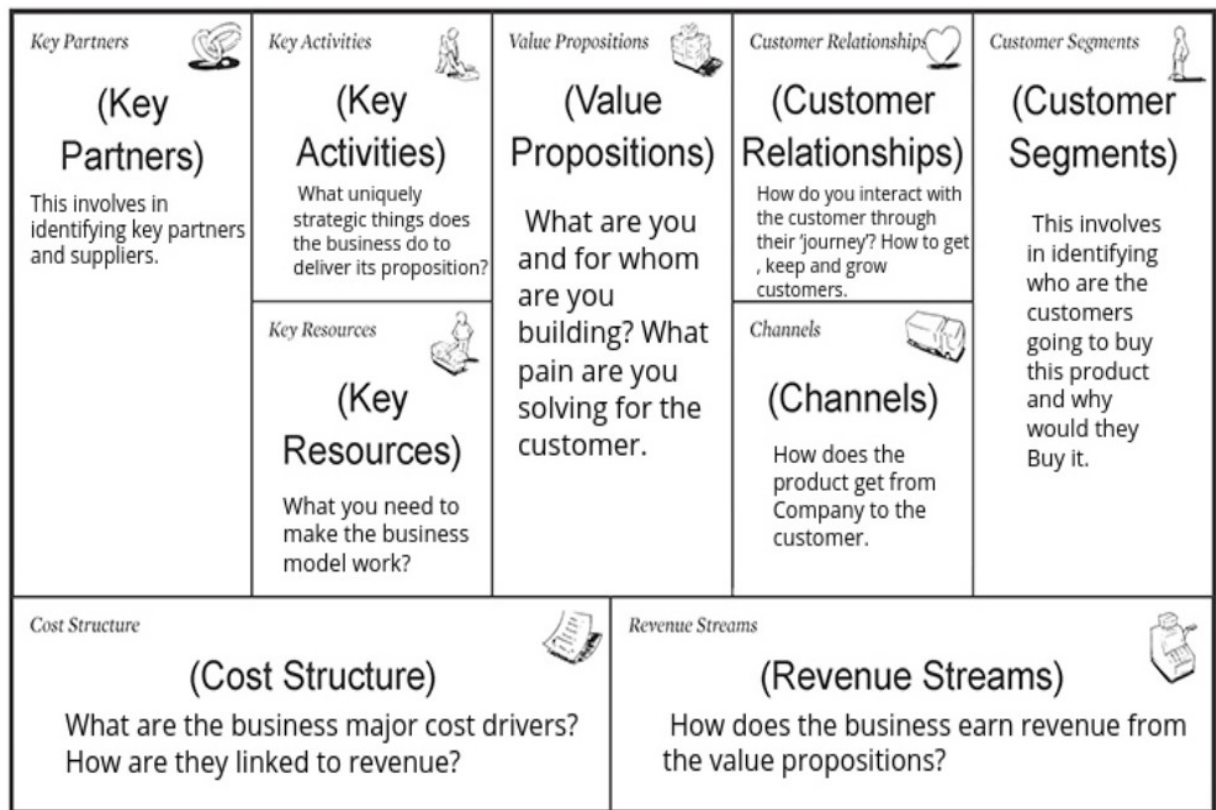 Key Partners
(Key
Partners)
This involves in
identifying key partners
and suppliers.
Key Activities
(Key
Activities)
What uniquely
strategic things does
the business do to
deliver its proposition?
Key Resources
(Key
Resources)
What you need to
make the business
model work?
Value Propositions
(Value
Propositions)
What are you
and for whom
are you
building? What
pain are you
solving for the
customer.
Customer Relationships
(Customer
Relationships)
How do you interact with
the customer through
their ‘journey’? How to get
, keep and grow
customers.
Channels
(Channels)
How does the
product get from
Company to the
customer.
Customer Segments
(Customer
Segments)
This involves
in identifying
who are the
customers
going to buy
this product
and why
would they
Buy it.
Cost Structure
(Cost Structure)
What are the business major cost drivers?
How are they linked to revenue?
Revenue Streams
(Revenue Streams)
How does the business earn revenue from
the value propositions?